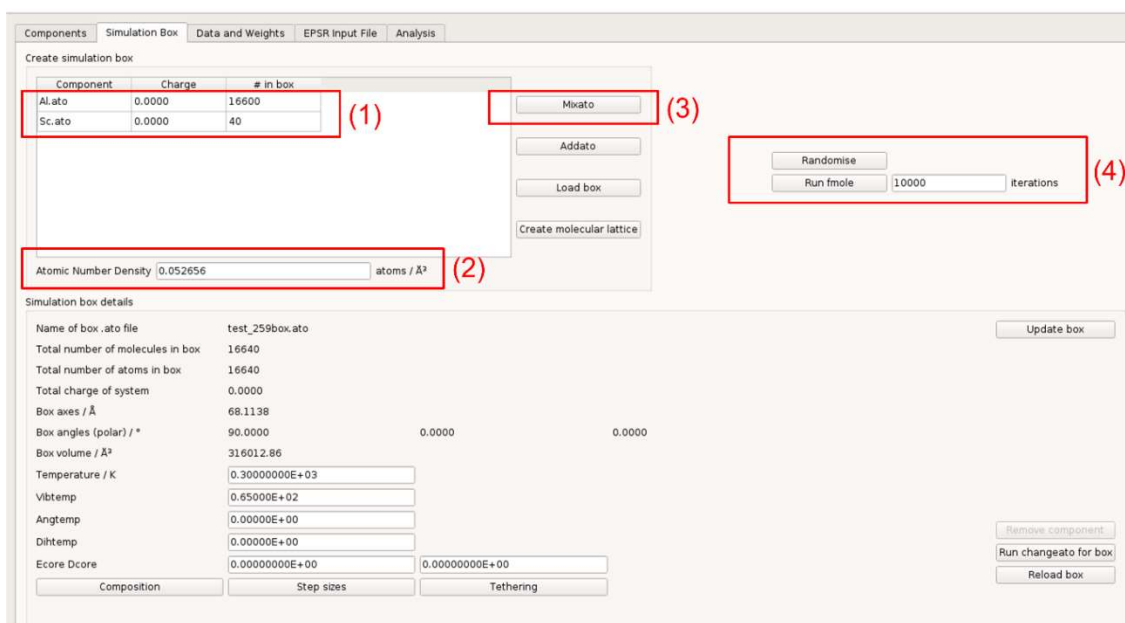 Components Simulation Box Data and Weights EPSR Input File Analysis
Create simulation box
Component Charge # in box
Al.ato 0.0000 16600
Sc.ato 0.0000 40
(1)
Mixato
(3)
Addato
Load box
Create molecular lattice
Randomise
Run fmole 10000 iterations
(4)
Atomic Number Density 0.052656 atoms / Å³
(2)
Simulation box details
Name of box .ato file test_259box.ato
Update box
Total number of molecules in box 16640
Total number of atoms in box 16640
Total charge of system 0.0000
Box axes / Å 68.1138
Box angles (polar) / ° 90.0000 0.0000 0.0000
Box volume / Å³ 316012.86
Temperature / K 0.30000000E+03
Vibtemp 0.65000E+02
Angtemp 0.00000E+00
Dihtemp 0.00000E+00
Ecore Dcore 0.00000000E+00 0.00000000E+00
Composition Step sizes Tethering
Remove component
Run changeato for box
Reload box